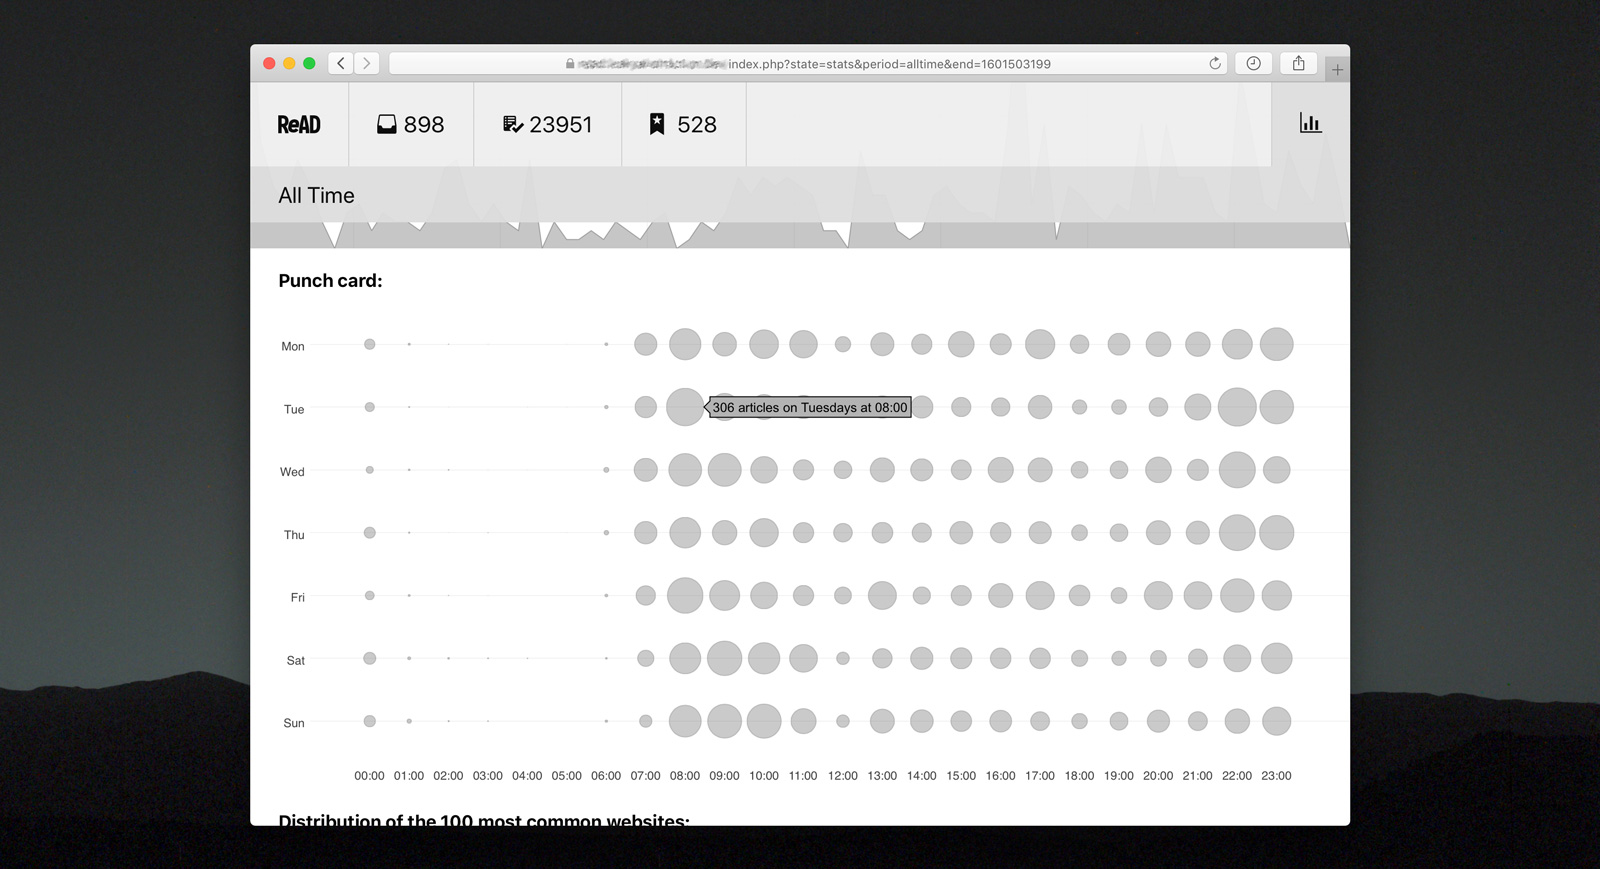 index.php?state=stats&period=alltime&end=1601503199
ReAD 898 23951 528
All Time
Punch card:
Mon
Tue 306 articles on Tuesdays at 08:00
Wed
Thu
Fri
Sat
Sun
00:00 01:00 02:00 03:00 04:00 05:00 06:00 07:00 08:00 09:00 10:00 11:00 12:00 13:00 14:00 15:00 16:00 17:00 18:00 19:00 20:00 21:00 22:00 23:00
Distribution of the 100 most common websites: